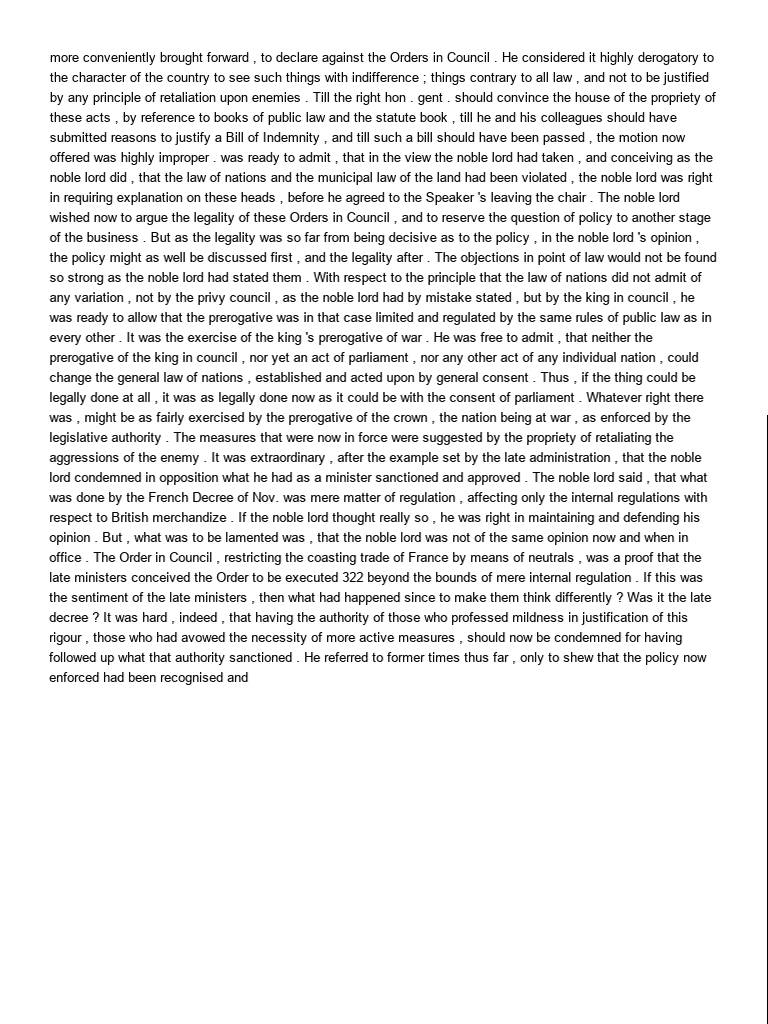 more conveniently brought forward , to declare against the Orders in Council . He considered it highly derogatory to
the character of the country to see such things with indifference ; things contrary to all law , and not to be justified
by any principle of retaliation upon enemies . Till the right hon . gent . should convince the house of the propriety of
these acts , by reference to books of public law and the statute book , till he and his colleagues should have
submitted reasons to justify a Bill of Indemnity , and till such a bill should have been passed , the motion now
offered was highly improper . was ready to admit , that in the view the noble lord had taken , and conceiving as the
noble lord did , that the law of nations and the municipal law of the land had been violated , the noble lord was right
in requiring explanation on these heads , before he agreed to the Speaker 's leaving the chair . The noble lord
wished now to argue the legality of these Orders in Council , and to reserve the question of policy to another stage
of the business . But as the legality was so far from being decisive as to the policy , in the noble lord 's opinion ,
the policy might as well be discussed first , and the legality after . The objections in point of law would not be found
so strong as the noble lord had stated them . With respect to the principle that the law of nations did not admit of
any variation , not by the privy council , as the noble lord had by mistake stated , but by the king in council , he
was ready to allow that the prerogative was in that case limited and regulated by the same rules of public law as in
every other . It was the exercise of the king 's prerogative of war . He was free to admit , that neither the
prerogative of the king in council , nor yet an act of parliament , nor any other act of any individual nation , could
change the general law of nations , established and acted upon by general consent . Thus , if the thing could be
legally done at all , it was as legally done now as it could be with the consent of parliament . Whatever right there
was , might be as fairly exercised by the prerogative of the crown , the nation being at war , as enforced by the
legislative authority . The measures that were now in force were suggested by the propriety of retaliating the
aggressions of the enemy . It was extraordinary , after the example set by the late administration , that the noble
lord condemned in opposition what he had as a minister sanctioned and approved . The noble lord said , that what
was done by the French Decree of Nov. was mere matter of regulation , affecting only the internal regulations with
respect to British merchandize . If the noble lord thought really so , he was right in maintaining and defending his
opinion . But , what was to be lamented was , that the noble lord was not of the same opinion now and when in
office . The Order in Council , restricting the coasting trade of France by means of neutrals , was a proof that the
late ministers conceived the Order to be executed 322 beyond the bounds of mere internal regulation . If this was
the sentiment of the late ministers , then what had happened since to make them think differently ? Was it the late
decree ? It was hard , indeed , that having the authority of those who professed mildness in justification of this
rigour , those who had avowed the necessity of more active measures , should now be condemned for having
followed up what that authority sanctioned . He referred to former times thus far , only to shew that the policy now
enforced had been recognised and